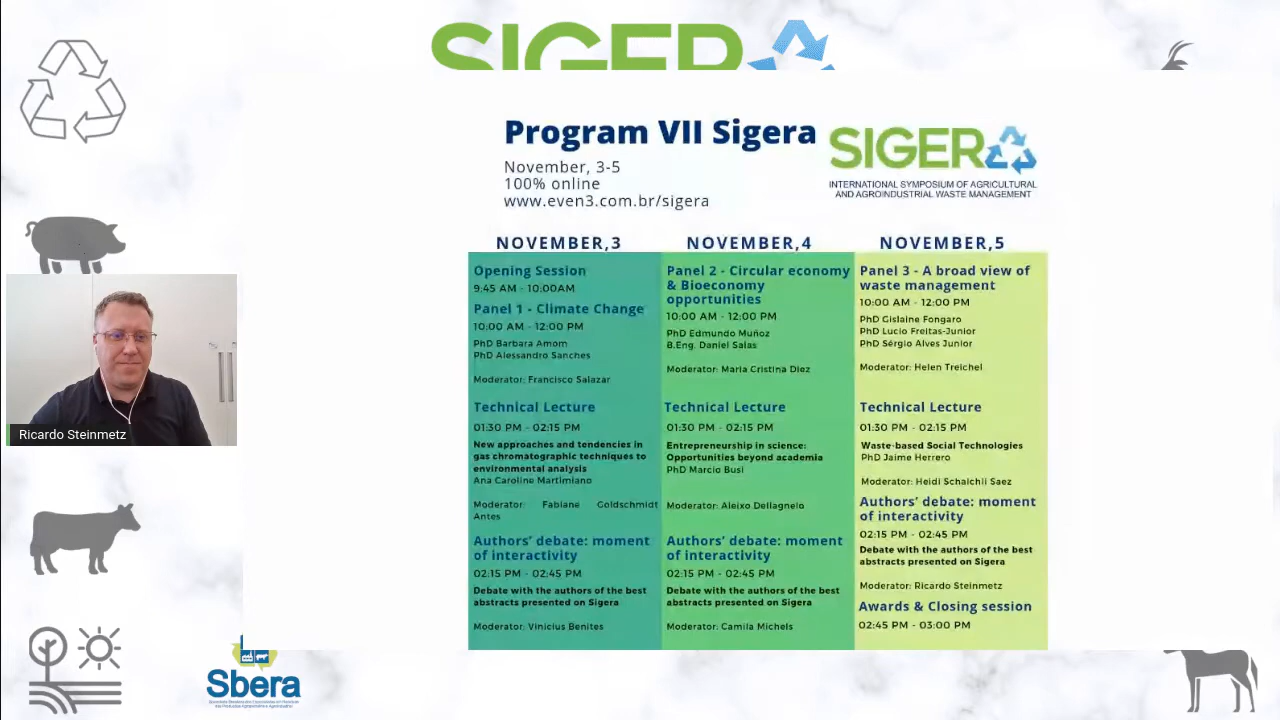 SIGER
Program VII Sigera
November, 3-5
100% online
www.even3.com.br/sigera
SIGER
INTERNATIONAL SYMPOSIUM OF AGRICULTURAL
AND AGROINDUSTRIAL WASTE MANAGEMENT
NOVEMBER,3
Opening Session
9:45 AM - 10:00AM
Panel 1 - Climate Change
10:00 AM - 12:00 PM
PhD Barbara Amom
PhD Alessandro Sanches
Moderator: Francisco Salazar
Technical Lecture
01:30 PM - 02:15 PM
New approaches and tendencies in
gas chromatographic techniques to
environmental analysis
Ana Caroline Martimiano
Moderator: Fabiane Goldschmidt
Antes
Authors' debate: moment
of interactivity
02:15 PM - 02:45 PM
Debate with the authors of the best
abstracts presented on Sigera
Moderator: Vinicius Benites
NOVEMBER,4
Panel 2 - Circular economy
& Bioeconomy
opportunities
10:00 AM - 12:00 PM
PhD Edmundo Muñoz
B.Eng. Daniel Salas
Moderator: Maria Cristina Diez
Technical Lecture
01:30 PM - 02:15 PM
Entrepreneurship in science:
Opportunities beyond academia
PhD Marcio Busi
Moderator: Aleixo Dellagnelo
Authors' debate: moment
of interactivity
02:15 PM - 02:45 PM
Debate with the authors of the best
abstracts presented on Sigera
Moderator: Camila Michels
NOVEMBER,5
Panel 3 - A broad view of
waste management
10:00 AM - 12:00 PM
PhD Gislaine Fongaro
PhD Lucio Freitas-Junior
PhD Sérgio Alves Junior
Moderator: Helen Treichel
Technical Lecture
01:30 PM - 02:15 PM
Waste-based Social Technologies
PhD Jaime Herrero
Moderator: Heidi Schalchli Saez
Authors' debate: moment
of interactivity
02:15 PM - 02:45 PM
Debate with the authors of the best
abstracts presented on Sigera
Moderator: Ricardo Steinmetz
Awards & Closing session
02:45 PM - 03:00 PM
Ricardo Steinmetz
Sbera